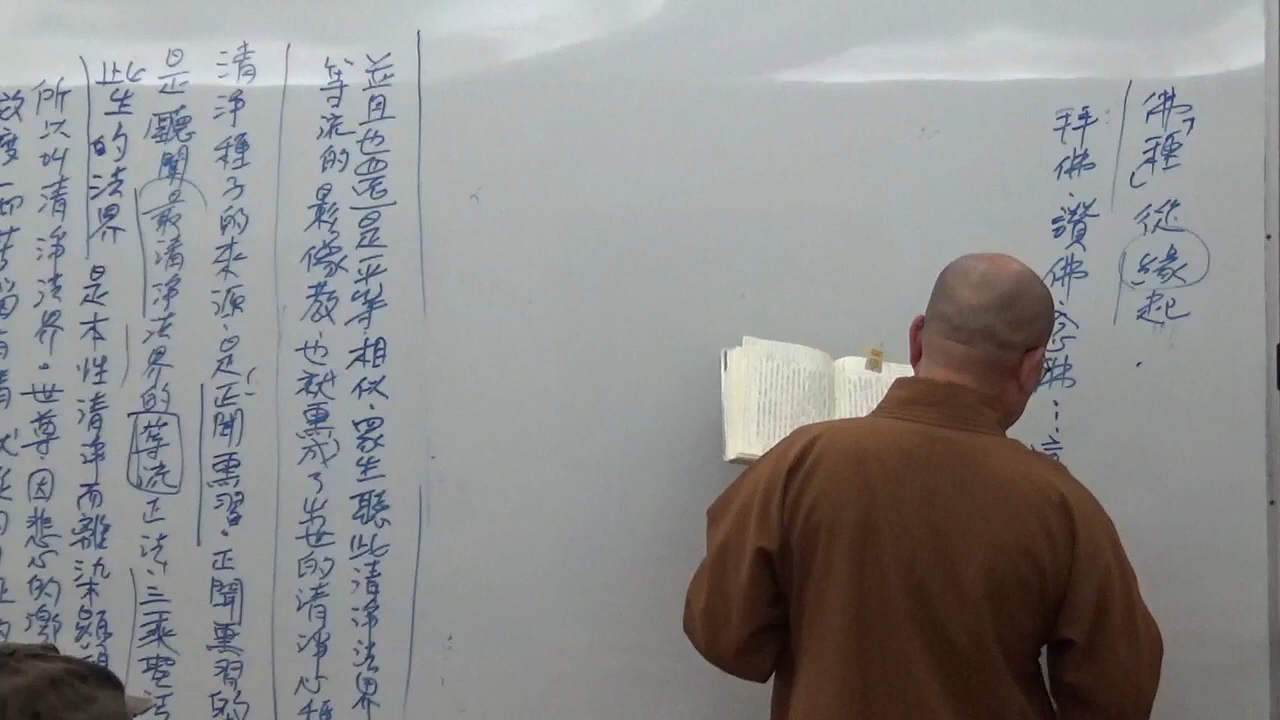 佛「種」從緣起
拜佛、讚佛、念佛……
並且也還是平等、相似、眾生聽此清淨法界
等流的影像教、也就熏成了出世的清淨心種
清淨種子的來源、是正聞熏習、正聞熏習的
是聽聞最清淨法界的等流正法、三乘聖法
此生的法界 是本性清淨而離染顯
所以叫清淨法界。世尊因悲心的激